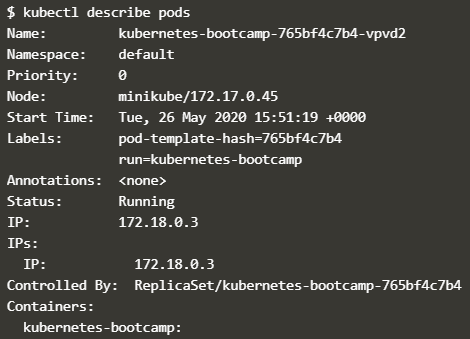 $ kubectl describe pods
Name:         kubernetes-bootcamp-765bf4c7b4-vpvd2
Namespace:    default
Priority:     0
Node:         minikube/172.17.0.45
Start Time:   Tue, 26 May 2020 15:51:19 +0000
Labels:       pod-template-hash=765bf4c7b4
              run=kubernetes-bootcamp
Annotations:  <none>
Status:       Running
IP:           172.18.0.3
IPs:
  IP:           172.18.0.3
Controlled By:  ReplicaSet/kubernetes-bootcamp-765bf4c7b4
Containers:
  kubernetes-bootcamp: